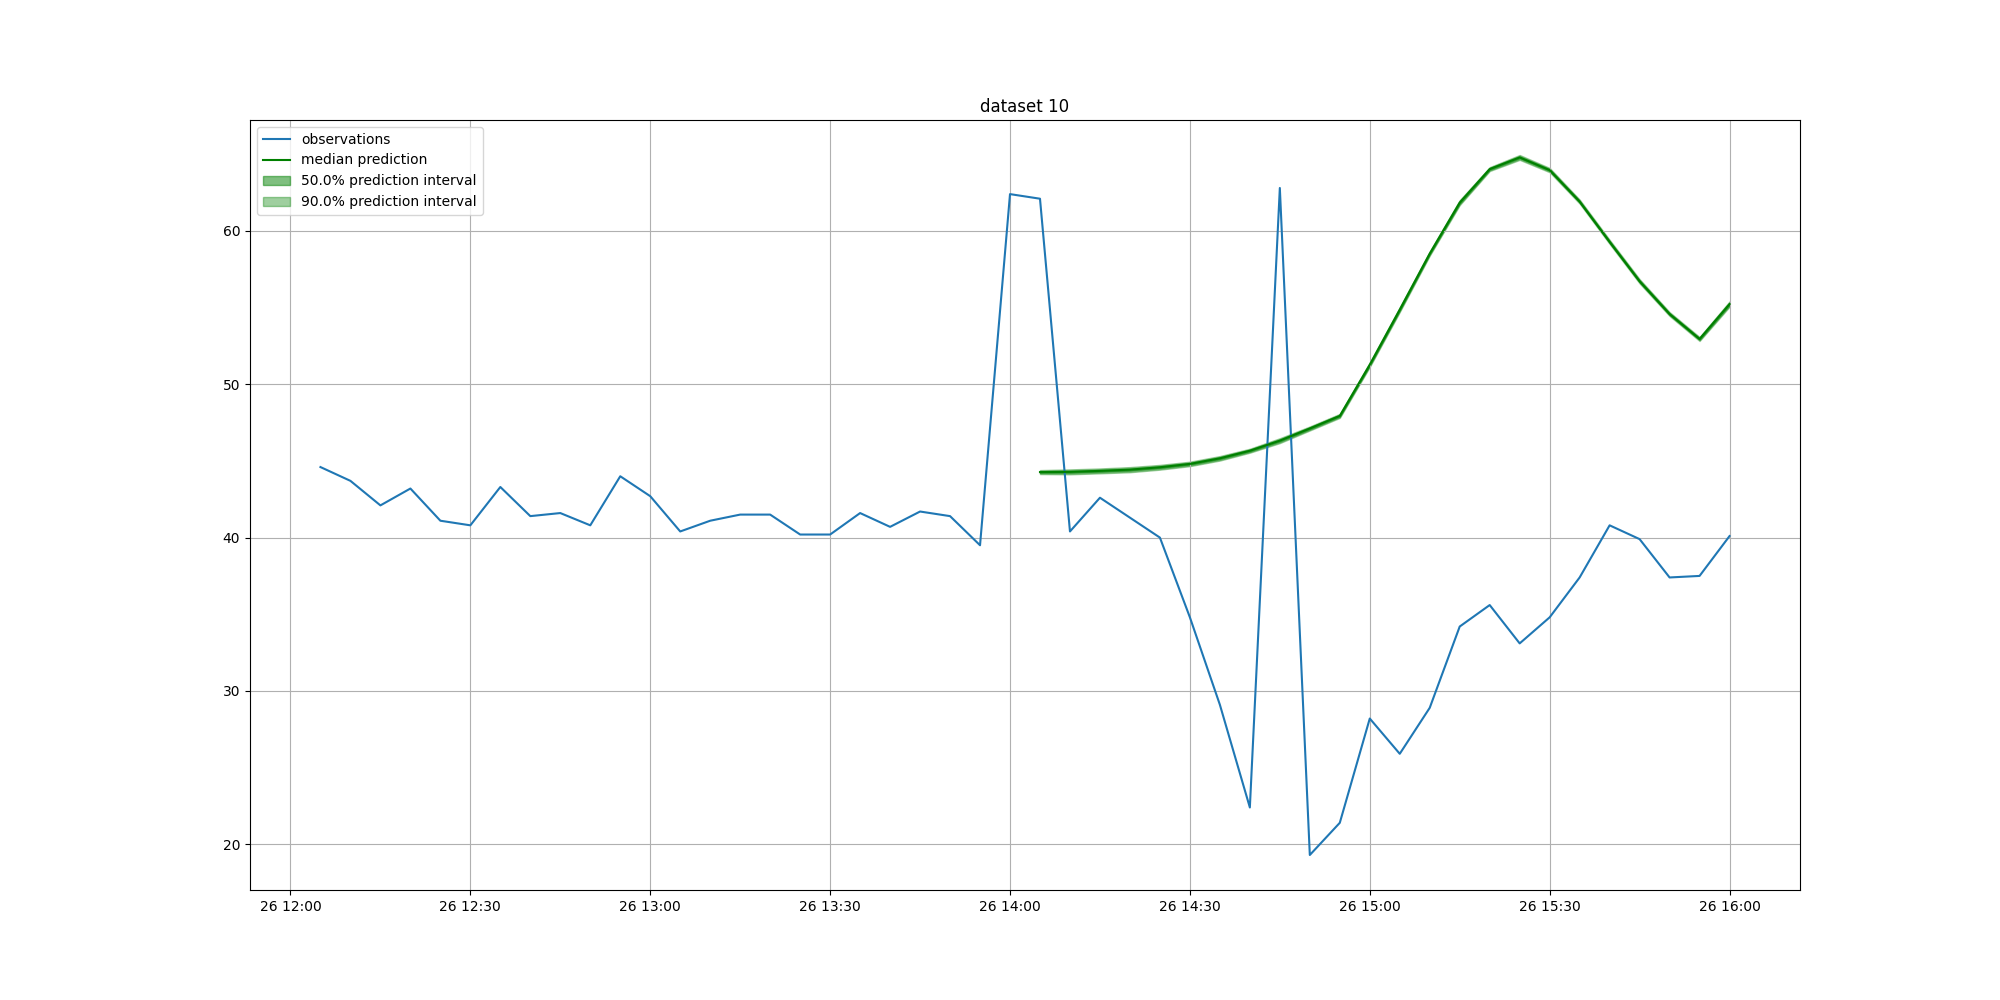 dataset 10
observations
median prediction
50.0% prediction interval
90.0% prediction interval
60
50
40
30
20
26 12:00 26 12:30 26 13:00 26 13:30 26 14:00 26 14:30 26 15:00 26 15:30 26 16:00